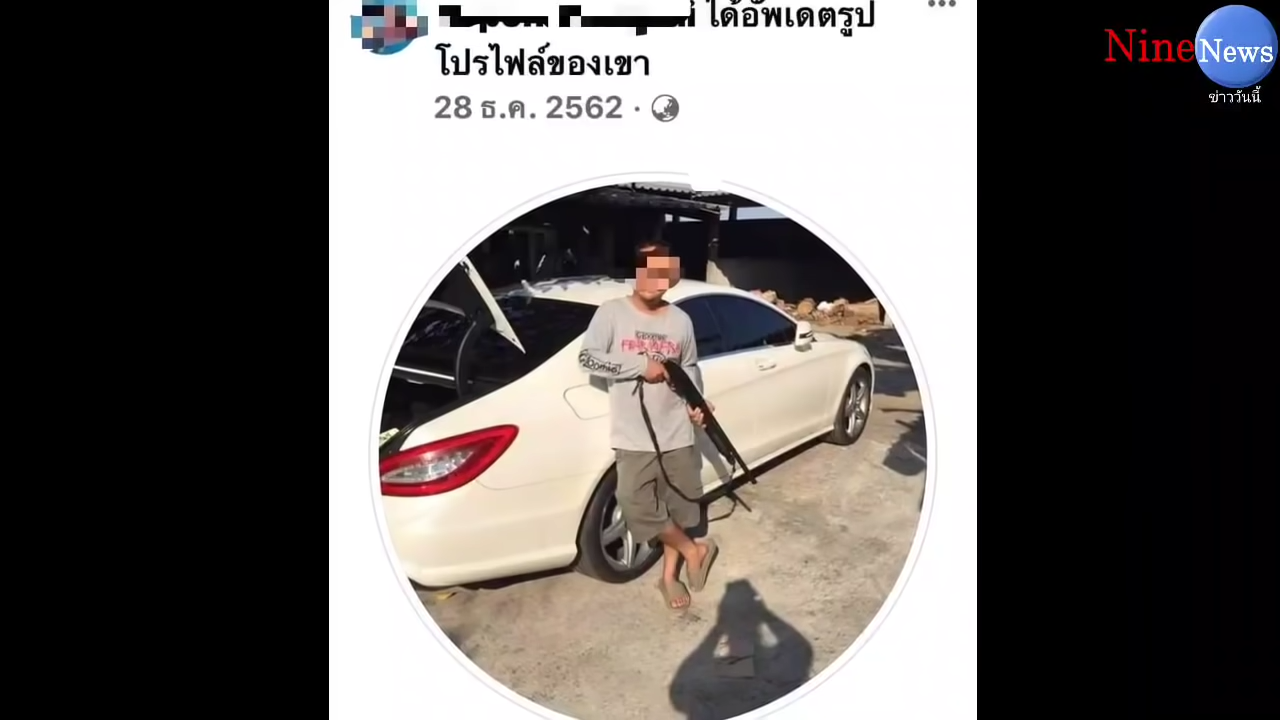 ได้อัพเดตรูป
โปรไฟล์ของเขา
28 ธ.ค. 2562 ·
NineNews
ข่าววันนี้